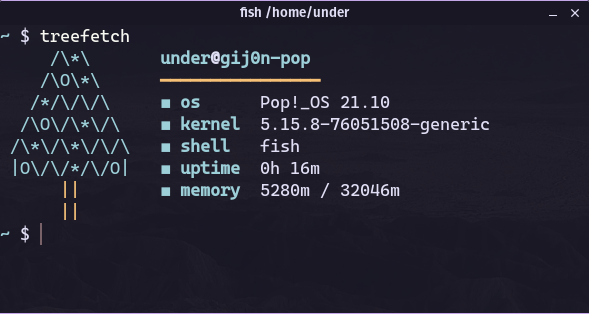 fish /home/under
~ $ treefetch
/\*\ under@gij0n-pop
/\O\*\
/*/\/\/\ ■ os Pop!_OS 21.10
/\O\/\*\/\ ■ kernel 5.15.8-76051508-generic
/\*\/\*\/\/\ ■ shell fish
|O\/\/*/\/O| ■ uptime 0h 16m
|| ■ memory 5280m / 32046m
||
~ $